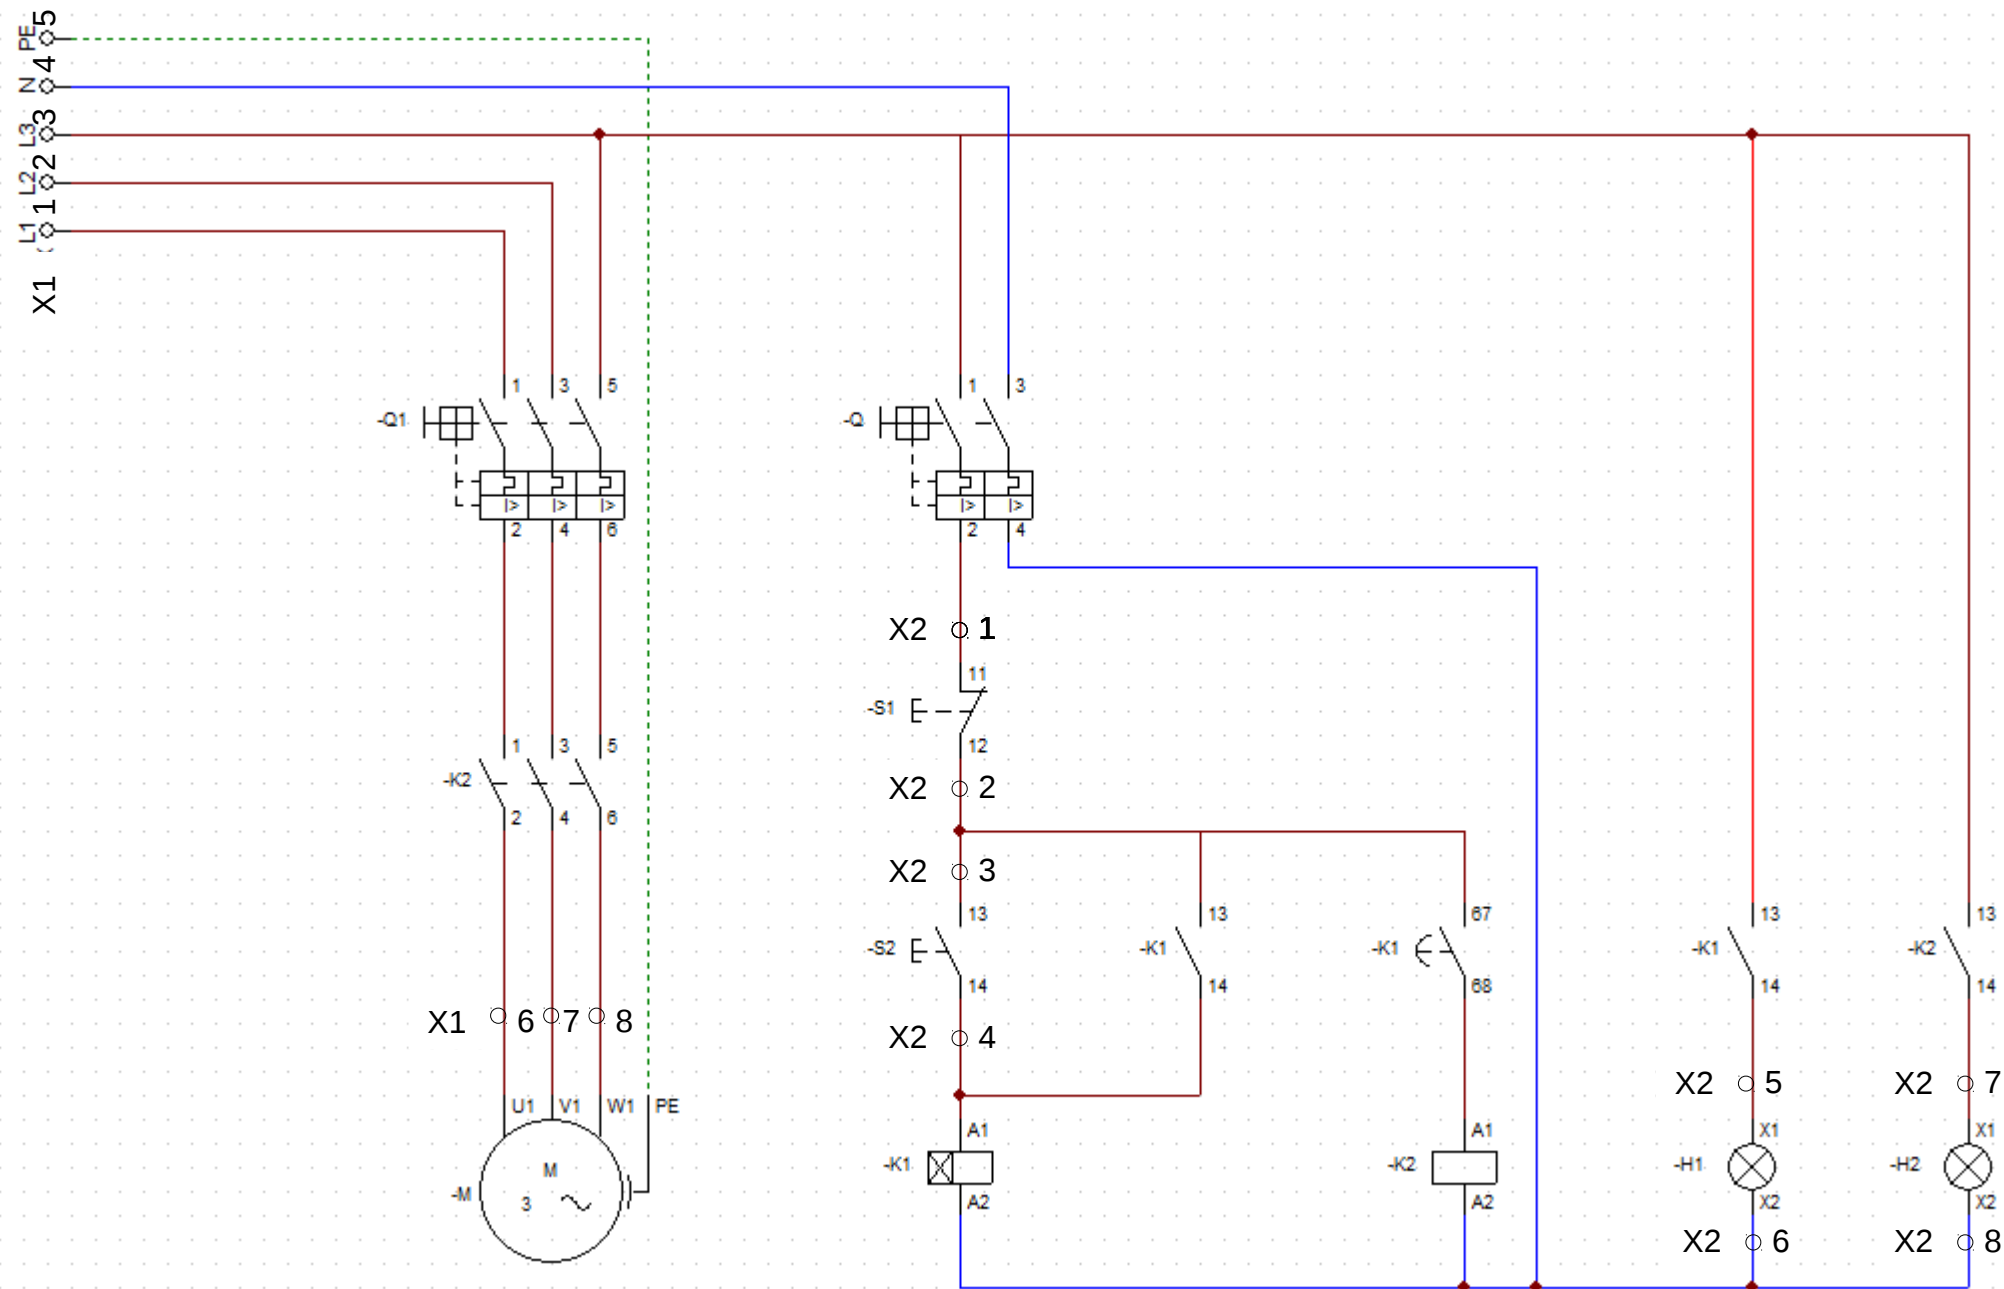 PE 5
N 4
L3 3
L2 2
L1 1
X1
1 3 5
-Q1
I> I> I>
2 4 6
1 3
-Q
I> I>
2 4
X2 1
11
-S1
12
1 3 5
-K2
2 4 6
X2 2
X2 3
13
-S2
14
13
-K1
14
67
-K1
68
13
-K1
14
13
-K2
14
X1 6 7 8
X2 4
X2 5
X2 7
U1 V1 W1 PE
M
3
-M
A1
-K1
A2
A1
-K2
A2
X1
-H1
X2
X1
-H2
X2
X2 6
X2 8